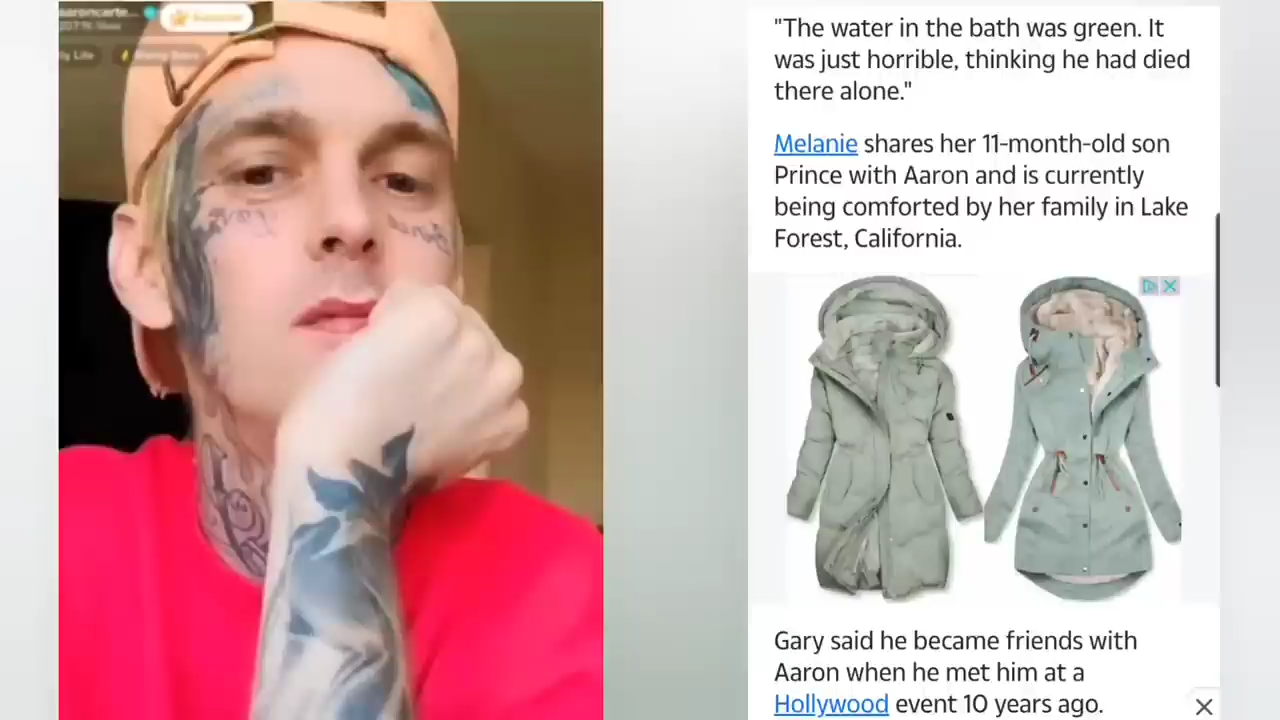 aaroncarte...
"The water in the bath was green. It
was just horrible, thinking he had died
there alone."
Melanie shares her 11-month-old son
Prince with Aaron and is currently
being comforted by her family in Lake
Forest, California.
Gary said he became friends with
Aaron when he met him at a
Hollywood event 10 years ago.